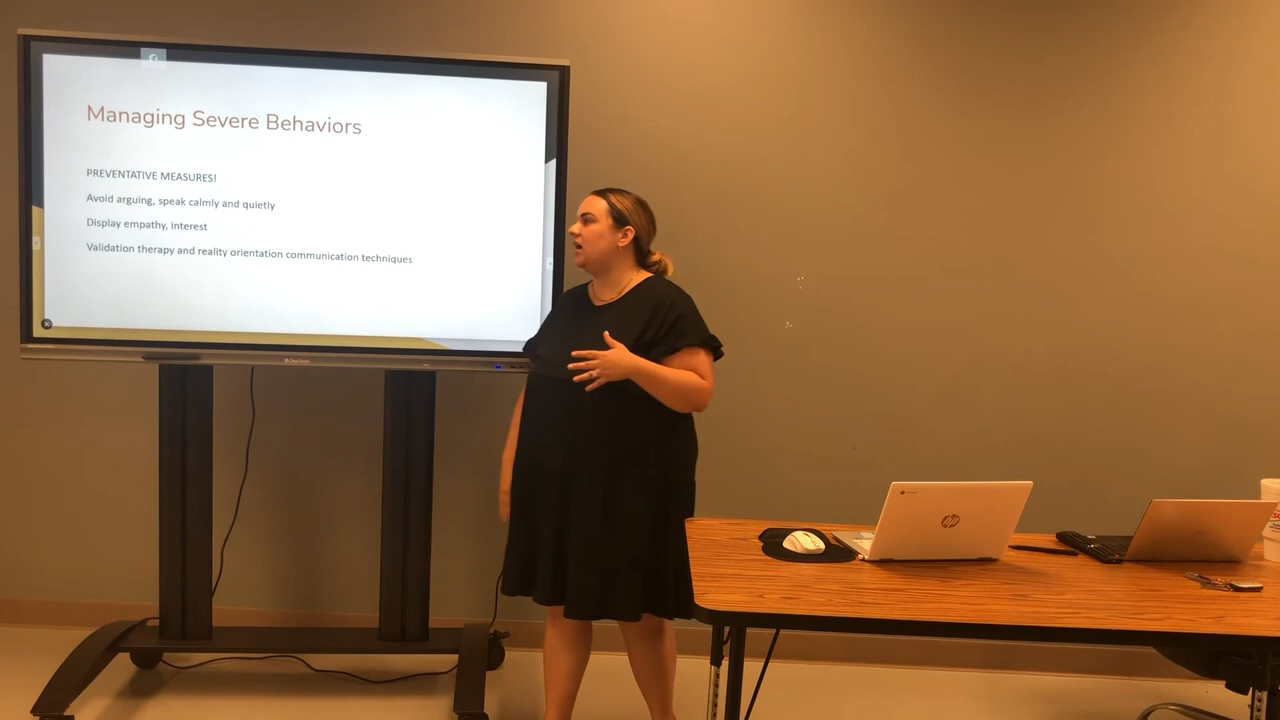 Managing Severe Behaviors
PREVENTATIVE MEASURES!
Avoid arguing, speak calmly and quietly
Display empathy, interest
Validation therapy and reality orientation communication techniques
hp